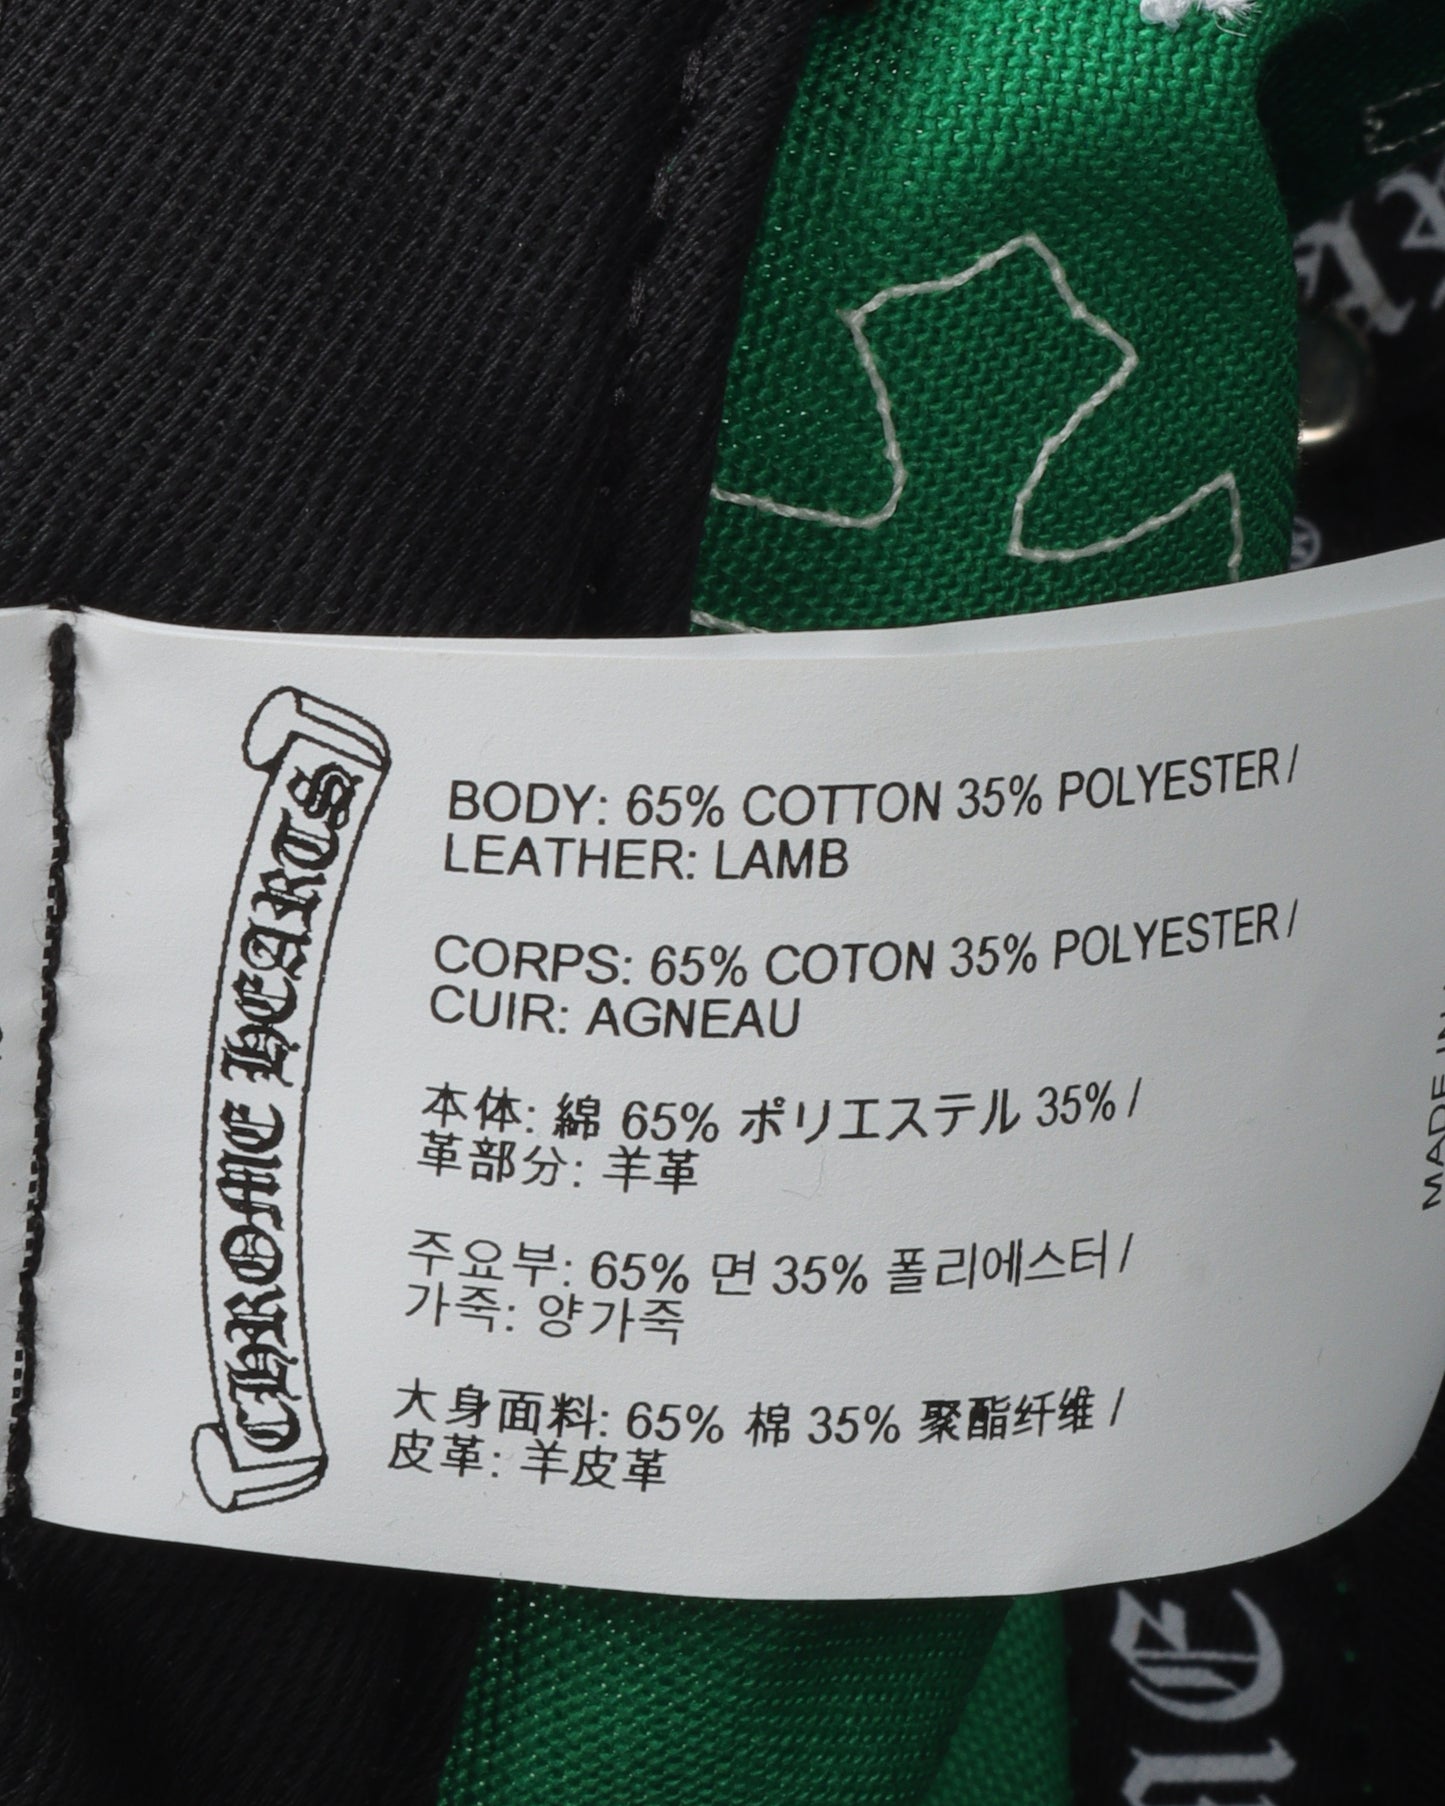 CHROME HEARTS
BODY: 65% COTTON 35% POLYESTER /
LEATHER: LAMB
CORPS: 65% COTON 35% POLYESTER /
CUIR: AGNEAU
本体: 綿 65% ポリエステル 35% /
革部分: 羊革
주요부: 65% 면 35% 폴리에스터 /
가죽: 양가죽
大身面料: 65% 棉 35% 聚酯纤维 /
皮革: 羊皮革
MADE IN